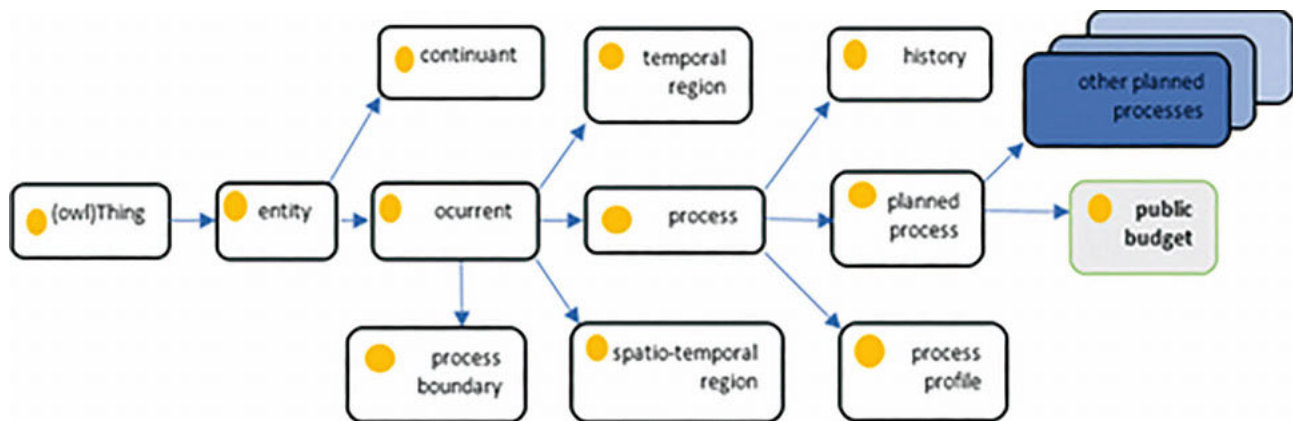 continuant
temporal
region
history
other planned
processes
(owl)Thing
entity
ocurrent
process
planned
process
public
budget
process
boundary
spatio-temporal
region
process
profile